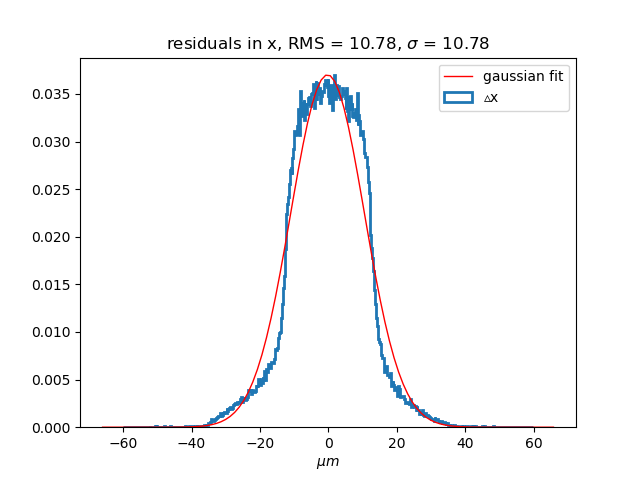 residuals in x, RMS = 10.78, σ = 10.78
gaussian fit
△x
0.035
0.030
0.025
0.020
0.015
0.010
0.005
0.000
−60 −40 −20 0 20 40 60
μm